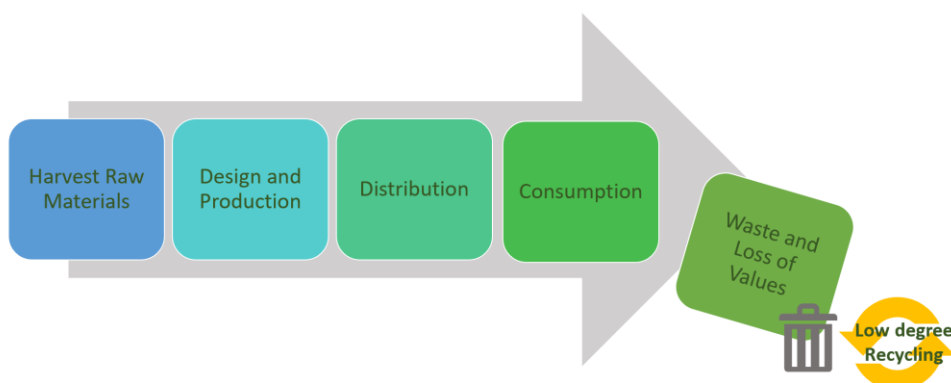 Harvest Raw
Materials
Design and
Production
Distribution
Consumption
Waste and
Loss of
Values
Low degree
Recycling